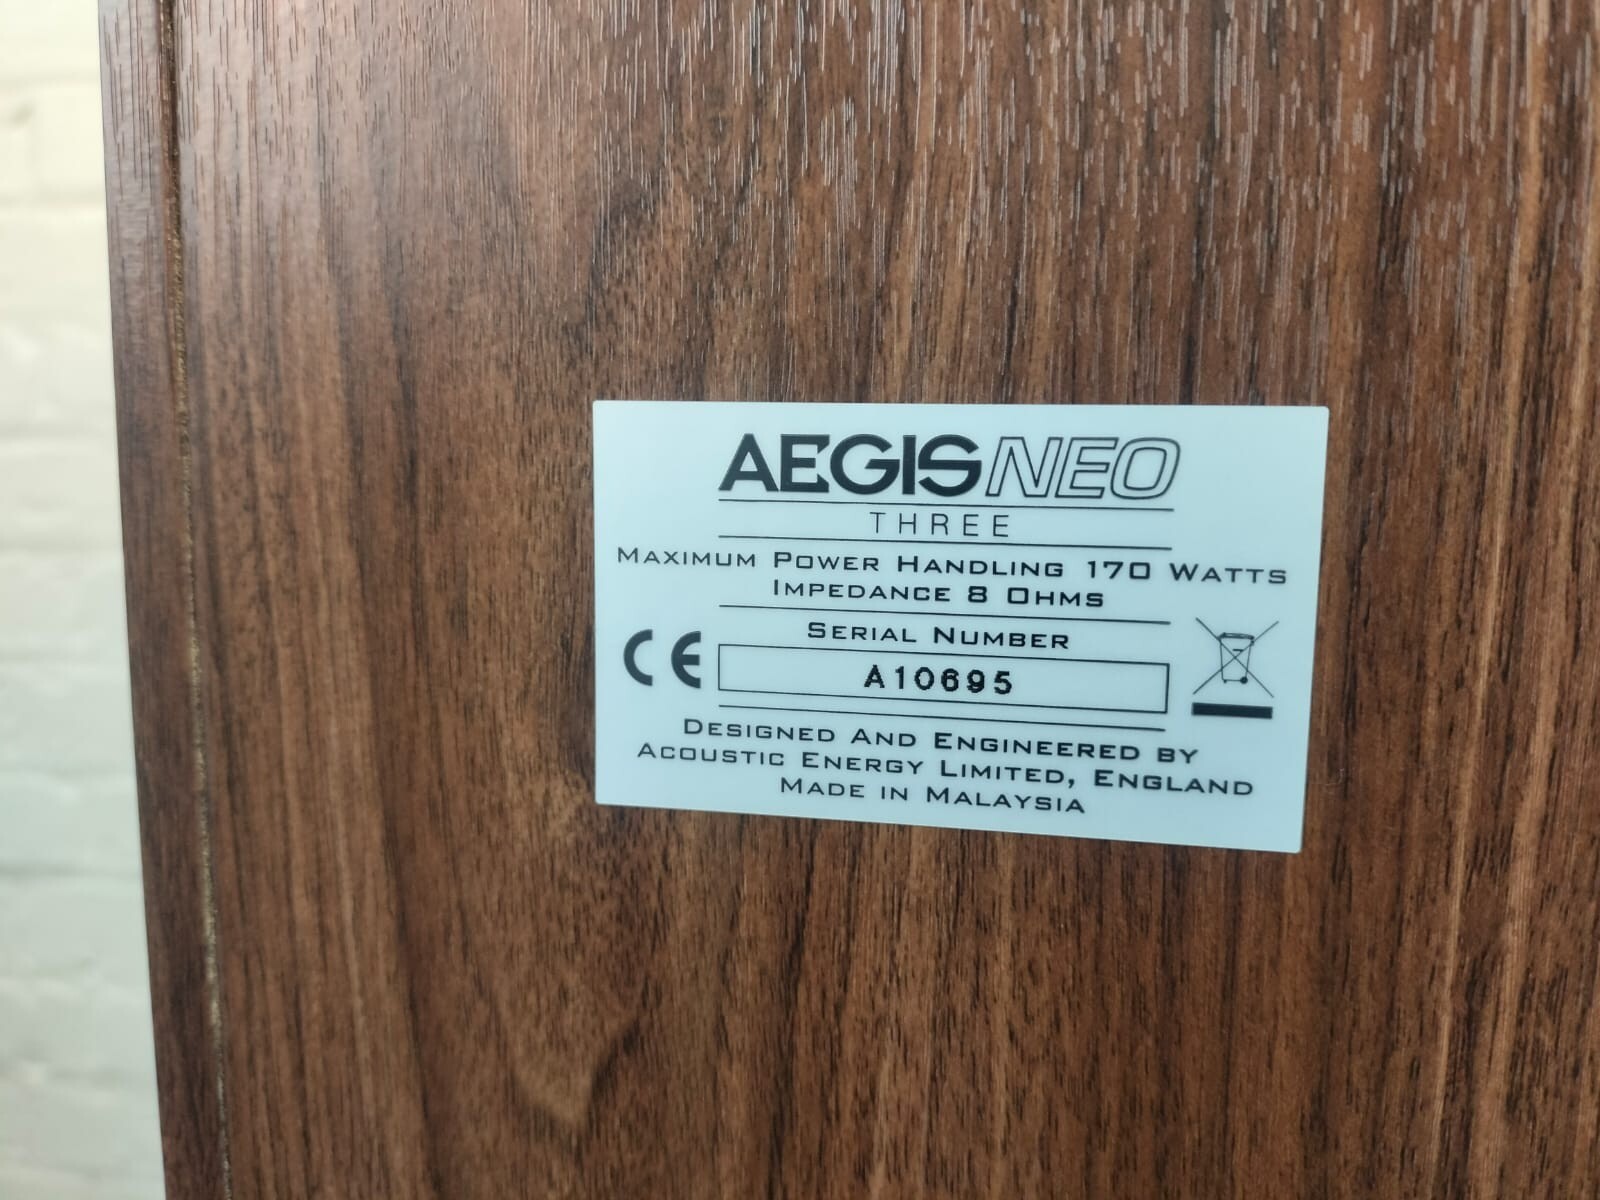 AEGIS NEO
THREE
MAXIMUM POWER HANDLING 170 WATTS
IMPEDANCE 8 OHMS
SERIAL NUMBER
CE
A10695
DESIGNED AND ENGINEERED BY
ACOUSTIC ENERGY LIMITED, ENGLAND
MADE IN MALAYSIA